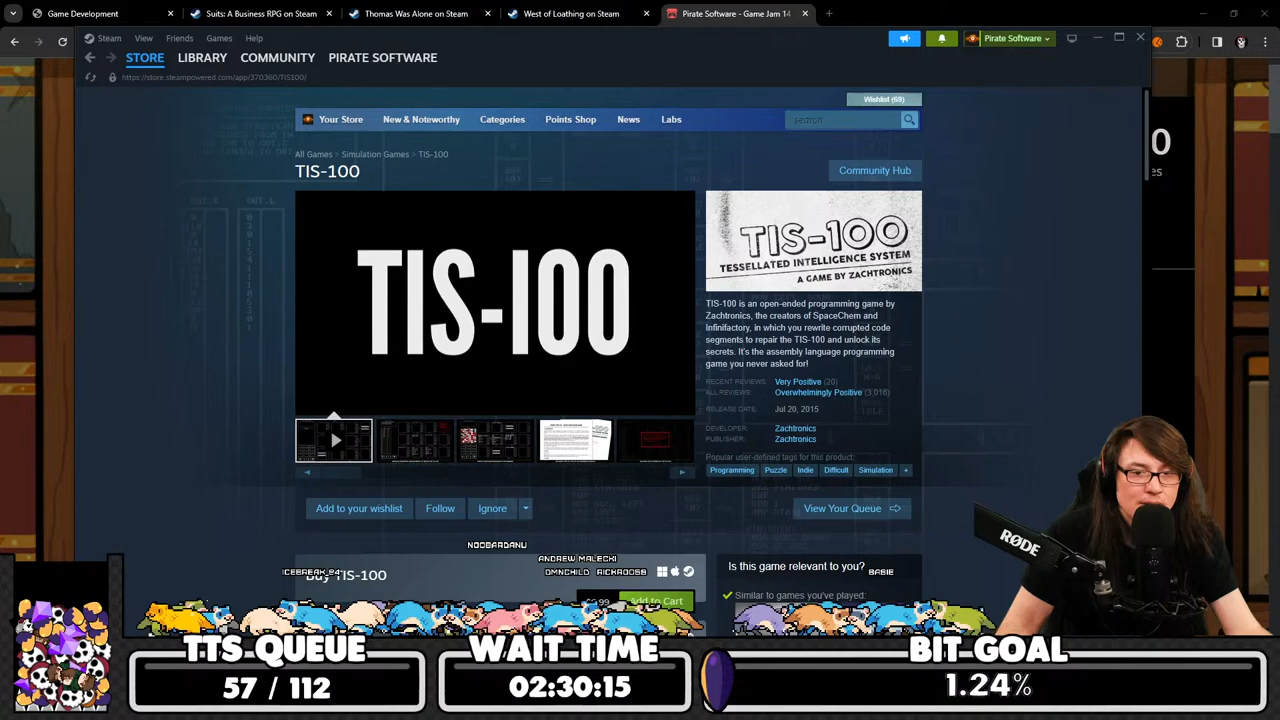 Game Development
Suits: A Business RPG on Steam
Thomas Was Alone on Steam
West of Loathing on Steam
Pirate Software - Game Jam 14
Steam View Friends Games Help
Pirate Software
STORE LIBRARY COMMUNITY PIRATE SOFTWARE
https://store.steampowered.com/app/370360/TIS100/
Wishlist (69)
Your Store New & Noteworthy Categories Points Shop News Labs
search
All Games > Simulation Games > TIS-100
TIS-100
Community Hub
TIS-100
TIS-100
TESSELLATED INTELLIGENCE SYSTEM
A GAME BY ZACHTRONICS
TIS-100 is an open-ended programming game by
Zachtronics, the creators of SpaceChem and
Infinifactory, in which you rewrite corrupted code
segments to repair the TIS-100 and unlock its
secrets. It's the assembly language programming
game you never asked for!
RECENT REVIEWS: Very Positive (20)
ALL REVIEWS: Overwhelmingly Positive (3,016)
RELEASE DATE: Jul 20, 2015
DEVELOPER: Zachtronics
PUBLISHER: Zachtronics
Popular user-defined tags for this product:
Programming Puzzle Indie Difficult Simulation +
Add to your wishlist Follow Ignore
View Your Queue
NOOBARDANU
ANDREW MALECKI
Buy TIS-100
OMNCHILD
Is this game relevant to you?
Add to Cart
Similar to games you've played:
RØDE
TTS QUEUE
57 / 112
WAIT TIME
02:30:15
BIT GOAL
1.24%